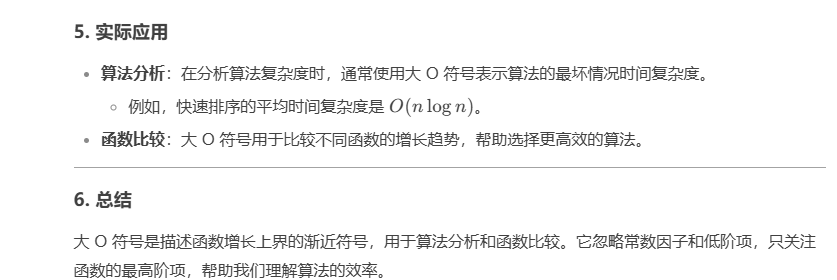 5. 实际应用
• 算法分析：在分析算法复杂度时，通常使用大 O 符号表示算法的最坏情况时间复杂度。
◦ 例如，快速排序的平均时间复杂度是 O(n log n)。
• 函数比较：大 O 符号用于比较不同函数的增长趋势，帮助选择更高效的算法。
6. 总结
大 O 符号是描述函数增长上界的渐近符号，用于算法分析和函数比较。它忽略常数因子和低阶项，只关注
函数的最高阶项，帮助我们理解算法的效率。